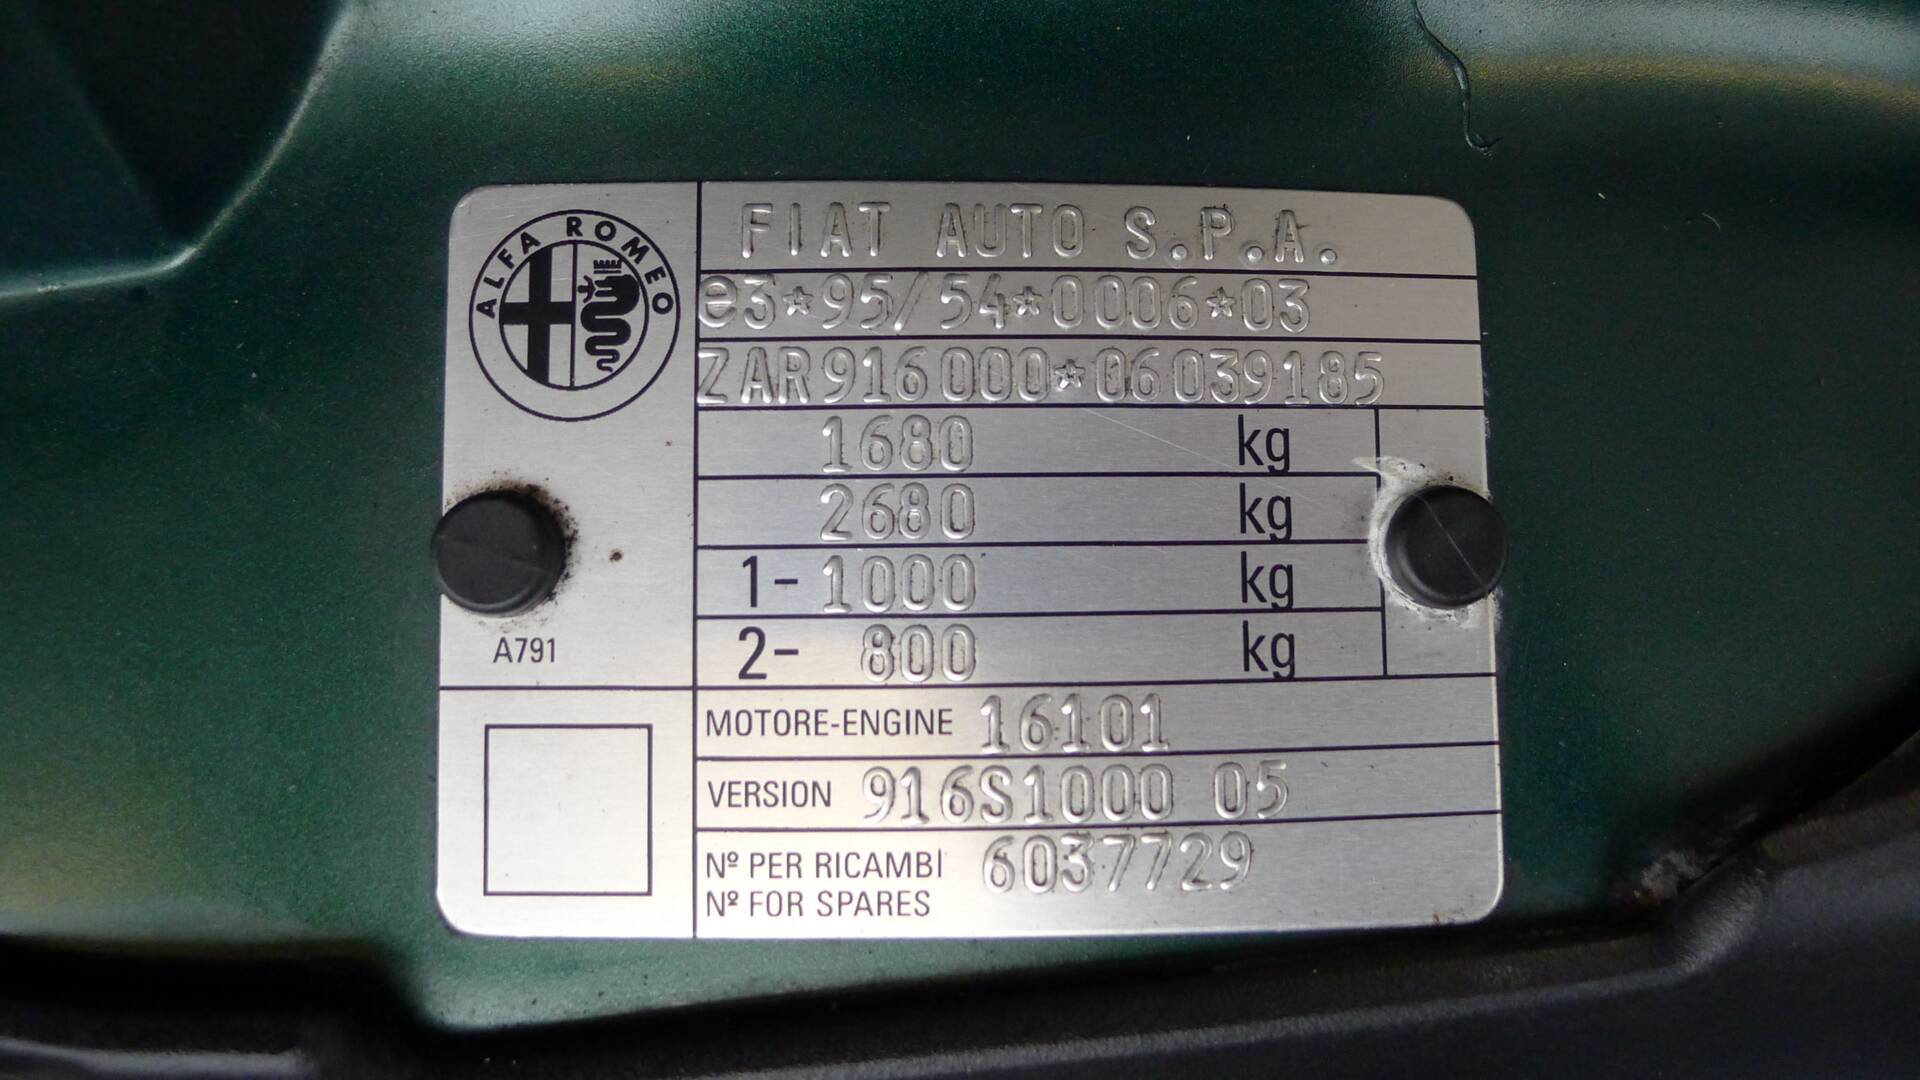 ALFA ROMEO
FIAT AUTO S.P.A.
e3*95/54*0006*03
ZAR916000*06039185
1680 kg
2680 kg
1- 1000 kg
2- 800 kg
A791
MOTORE-ENGINE 16101
VERSION 916S1000 05
Nº PER RICAMBI 6037729
Nº FOR SPARES